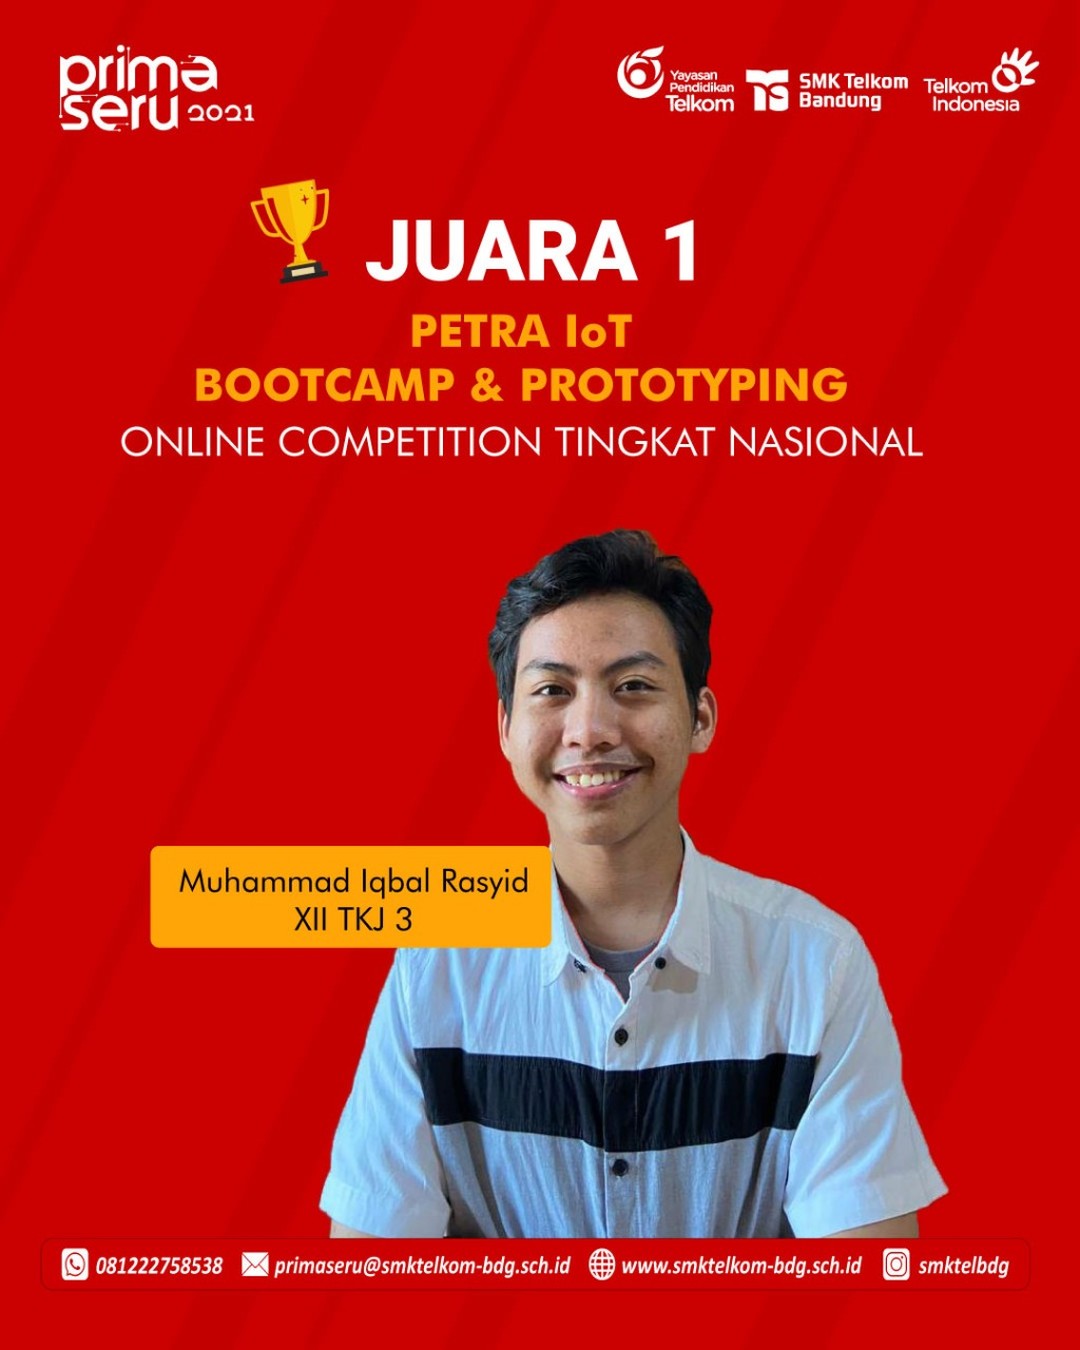 prima
seru 2021
Yayasan
Pendidikan
Telkom
SMK Telkom
Bandung
Telkom
Indonesia
JUARA 1
PETRA IoT
BOOTCAMP & PROTOTYPING
ONLINE COMPETITION TINGKAT NASIONAL
Muhammad Iqbal Rasyid
XII TKJ 3
081222758538 primaseru@smktelkom-bdg.sch.id www.smktelkom-bdg.sch.id smktelbdg